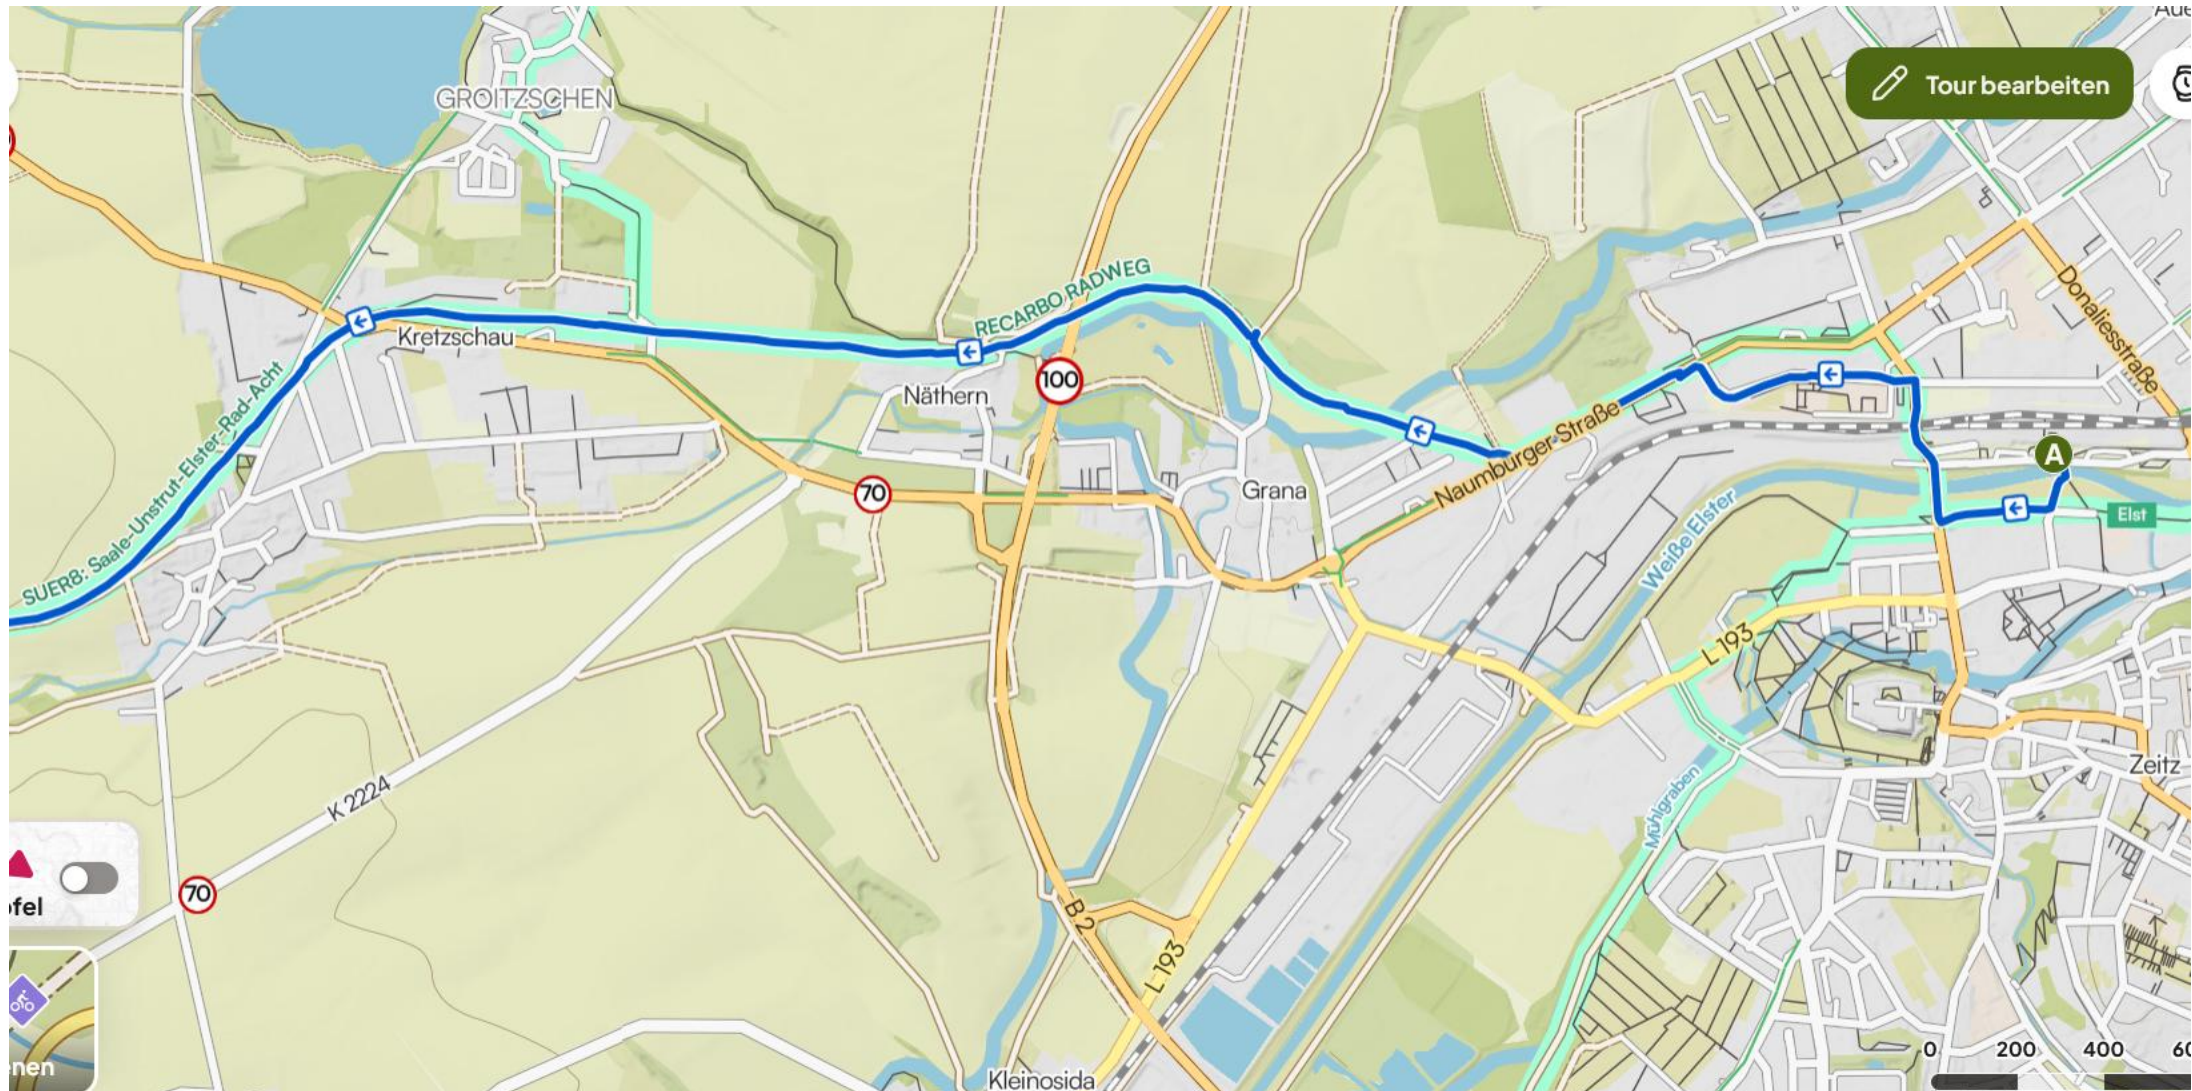 GROITZSCHEN
Tour bearbeiten
RECARBO RADWEG
Donaliesstraße
Kretzschau
100
Näthern
SUER8: Saale-Unstrut-Elster-Rad-Acht
Naumburger Straße
A
70
Grana
Weiße Elster
Elst
L 193
Zeitz
K 2224
Mühlgraben
70
B 2
L 193
0 200 400
Kleinosida